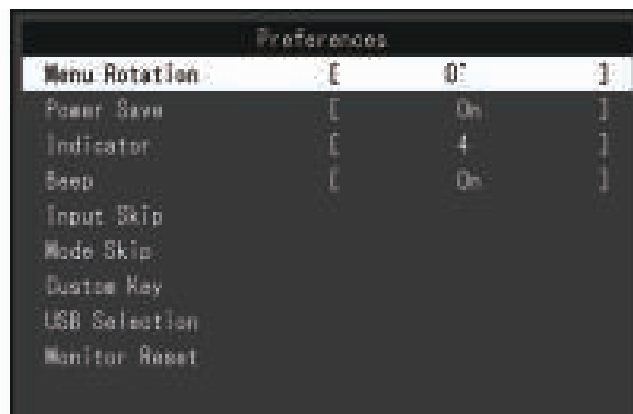 Preferences
Menu Rotation [ 0° ]
Power Save [ On ]
Indicator [ 4 ]
Beep [ On ]
Input Skip
Mode Skip
Custom Key
USB Selection
Monitor Reset